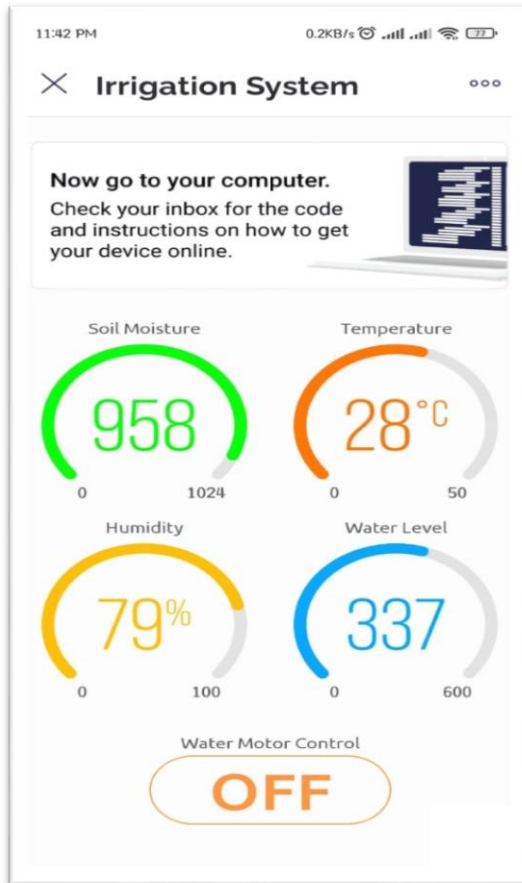 11:42 PM 0.2KB/s 77
Irrigation System
Now go to your computer.
Check your inbox for the code
and instructions on how to get
your device online.
Soil Moisture Temperature
958 28°C
0 1024 0 50
Humidity Water Level
79% 337
0 100 0 600
Water Motor Control
OFF